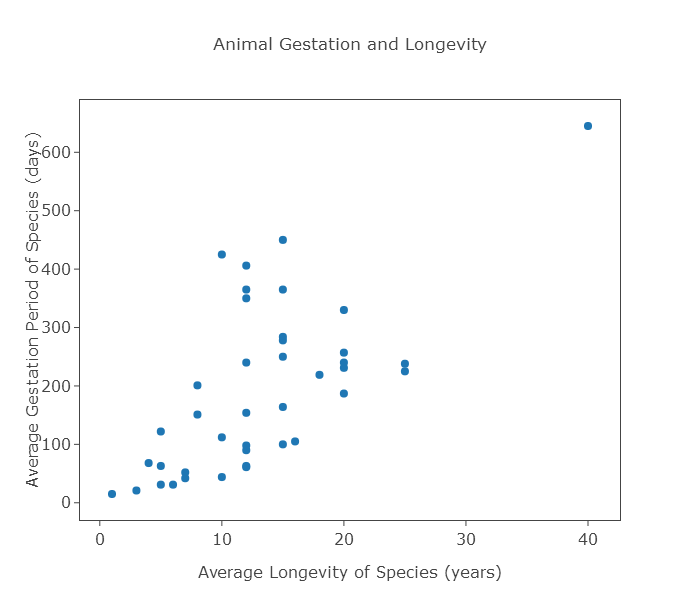 Animal Gestation and Longevity
Average Gestation Period of Species (days)
600
500
400
300
200
100
0
0 10 20 30 40
Average Longevity of Species (years)